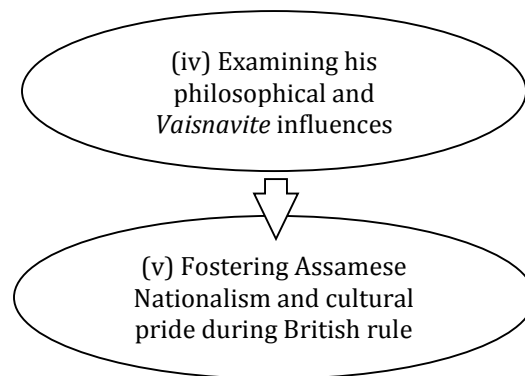 (iv) Examining his
philosophical and
Vaisnavite influences
(v) Fostering Assamese
Nationalism and cultural
pride during British rule